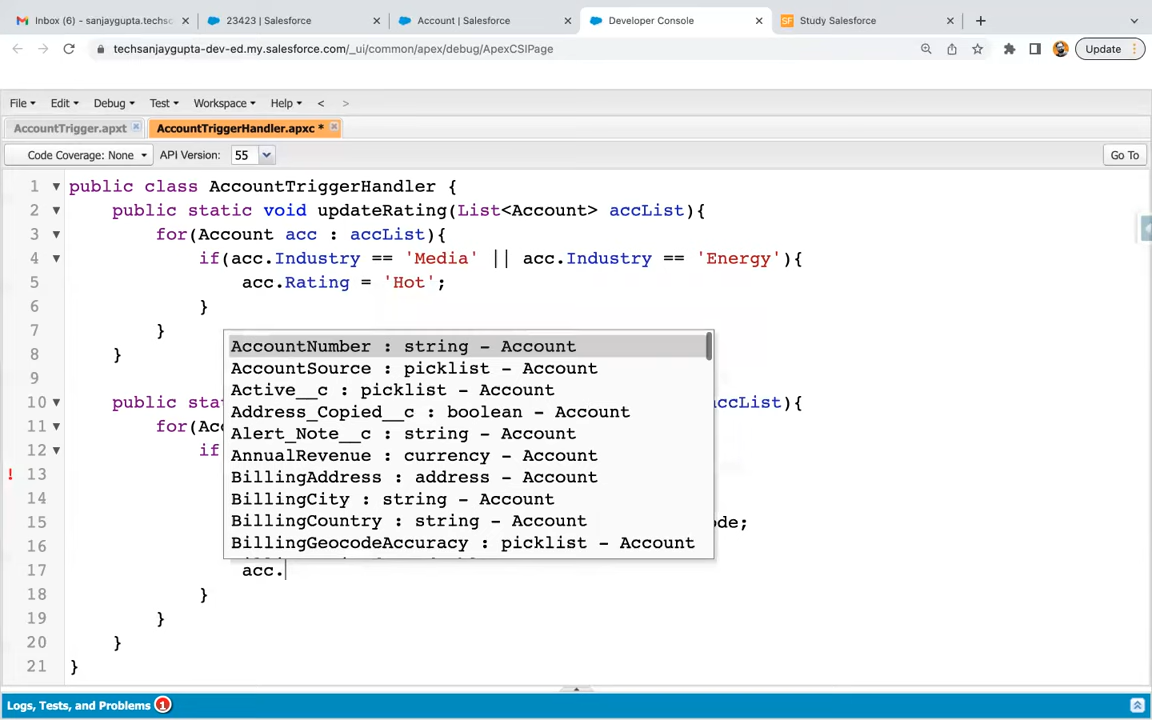 Inbox (6) - sanjaygupta.techsc
23423 | Salesforce
Account | Salesforce
Developer Console
Study Salesforce
techsanjaygupta-dev-ed.my.salesforce.com/_ui/common/apex/debug/ApexCSIPage
Update
File Edit Debug Test Workspace Help < >
AccountTrigger.apxt AccountTriggerHandler.apxc *
Code Coverage: None API Version: 55 Go To
1 public class AccountTriggerHandler {
2 public static void updateRating(List<Account> accList){
3 for(Account acc : accList){
4 if(acc.Industry == 'Media' || acc.Industry == 'Energy'){
5 acc.Rating = 'Hot';
6 }
7 }
8 }
9
10 public sta accList){
11 for(Acc
12 if
13
14
15 ode;
16
17 acc.
18 }
19 }
20 }
21 }
AccountNumber : string - Account
AccountSource : picklist - Account
Active__c : picklist - Account
Address_Copied__c : boolean - Account
Alert_Note__c : string - Account
AnnualRevenue : currency - Account
BillingAddress : address - Account
BillingCity : string - Account
BillingCountry : string - Account
BillingGeocodeAccuracy : picklist - Account
Logs, Tests, and Problems 1